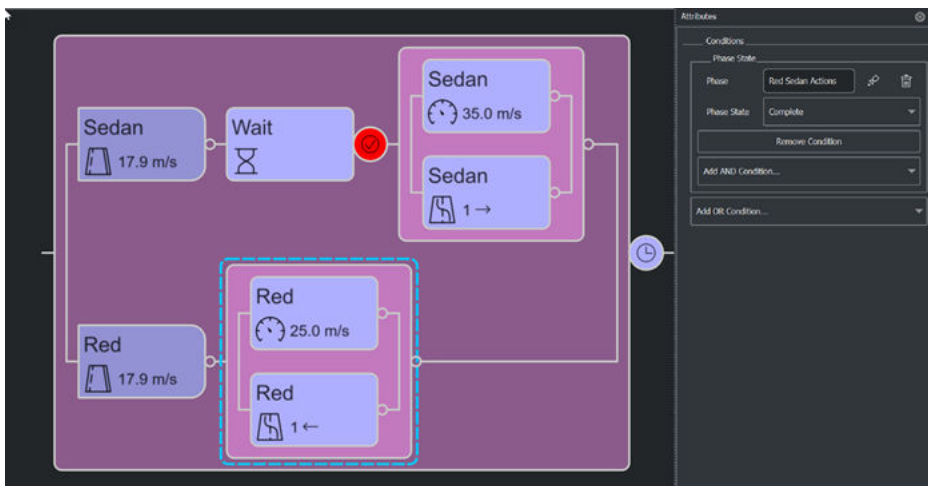 Sedan
17.9 m/s
Wait
Sedan
35.0 m/s
Sedan
1 →
Red
17.9 m/s
Red
25.0 m/s
Red
1 ←
Attributes
Conditions
Phase State
Phase Red Sedan Actions
Phase State Complete
Remove Condition
Add AND Condition...
Add OR Condition...